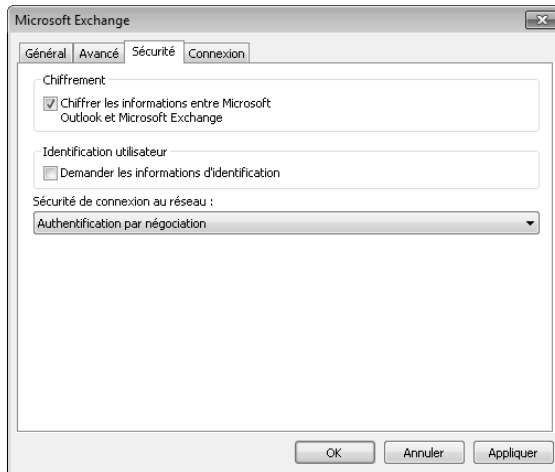 Microsoft Exchange
Général
Avancé
Sécurité
Connexion
Chiffrement
Chiffrer les informations entre Microsoft
Outlook et Microsoft Exchange
Identification utilisateur
Demander les informations d'identification
Sécurité de connexion au réseau :
Authentification par négociation
OK
Annuler
Appliquer